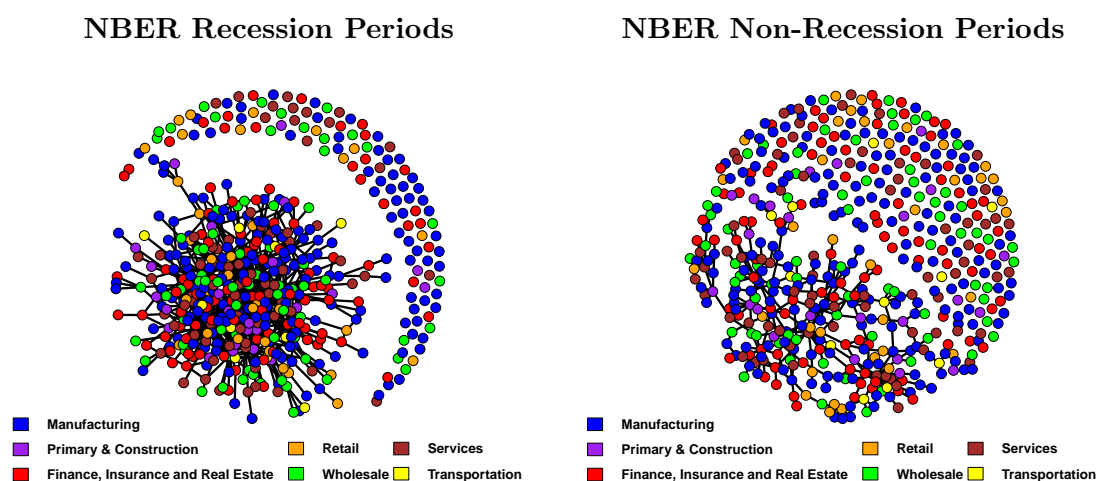 NBER Recession Periods
Manufacturing
Primary & Construction
Retail
Services
Finance, Insurance and Real Estate
Wholesale
Transportation
NBER Non-Recession Periods
Manufacturing
Primary & Construction
Retail
Services
Finance, Insurance and Real Estate
Wholesale
Transportation